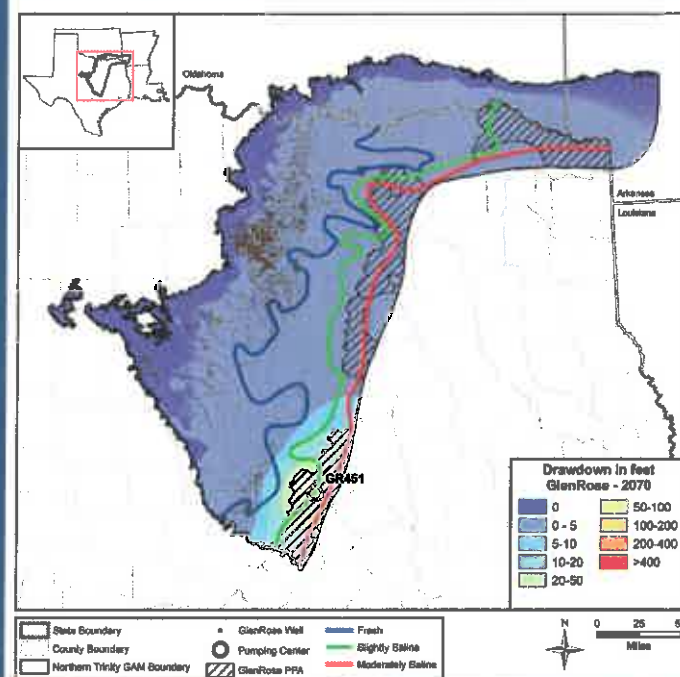 Oklahoma
Arkansas
Louisiana
GR451
Drawdown in feet
GlenRose - 2070
0
0 - 5
5-10
10-20
20-50
50-100
100-200
200-400
>400
State Boundary
County Boundary
Northern Trinity GAM Boundary
GlenRose Well
Pumping Center
GlenRose PPA
Fresh
Slightly Saline
Moderately Saline
N
0 25
Miles